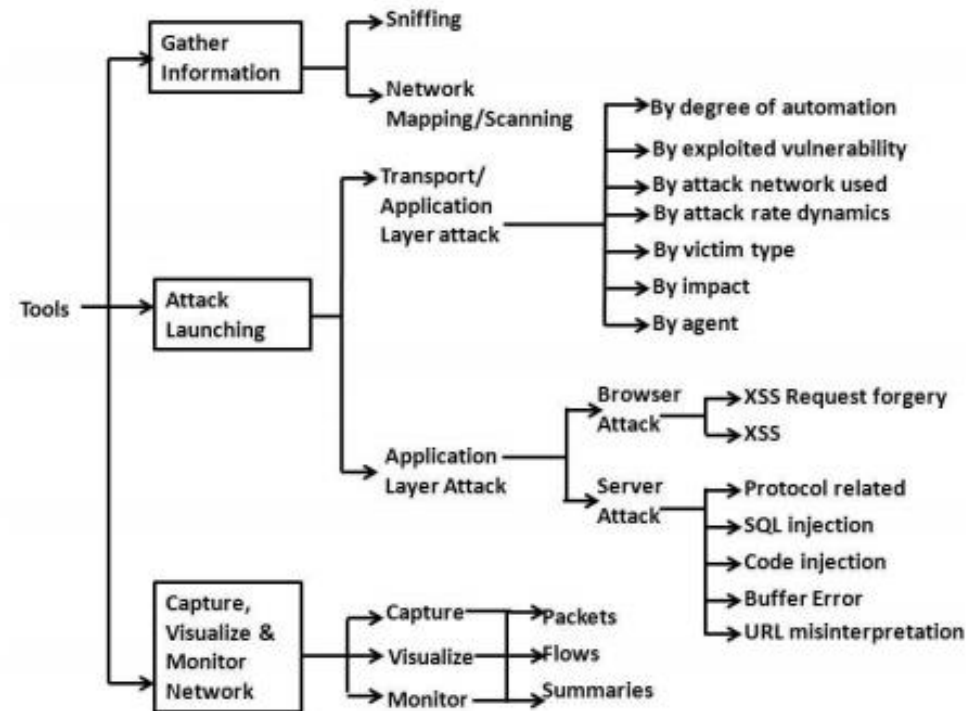 Sniffing
Gather
Information
Network
Mapping/Scanning
By degree of automation
By exploited vulnerability
By attack network used
By attack rate dynamics
By victim type
By impact
By agent
Transport/
Application
Layer attack
Tools
Attack
Launching
Browser
Attack
XSS Request forgery
XSS
Application
Layer Attack
Server
Attack
Protocol related
SQL injection
Code injection
Buffer Error
URL misinterpretation
Capture,
Visualize &
Monitor
Network
Capture
Visualize
Monitor
Packets
Flows
Summaries